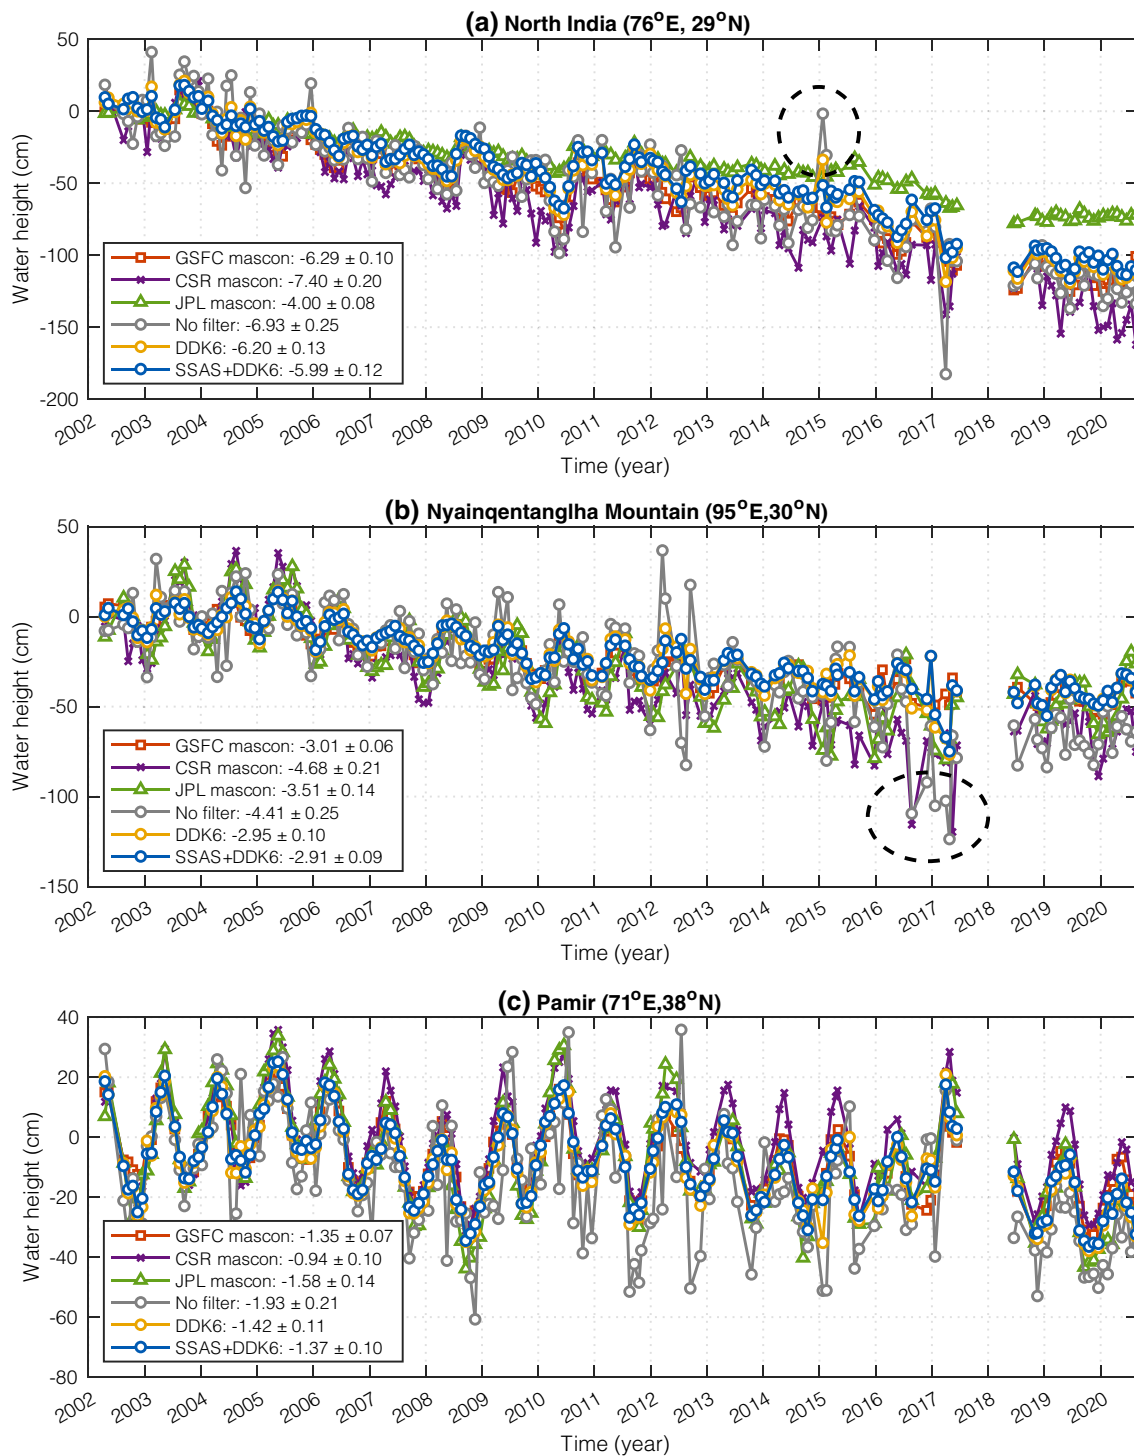 (a) North India (76°E, 29°N)
50
0
-50
-100
-150
-200
Water height (cm)
GSFC mascon: -6.29 ± 0.10
CSR mascon: -7.40 ± 0.20
JPL mascon: -4.00 ± 0.08
No filter: -6.93 ± 0.25
DDK6: -6.20 ± 0.13
SSAS+DDK6: -5.99 ± 0.12
2002 2003 2004 2005 2006 2007 2008 2009 2010 2011 2012 2013 2014 2015 2016 2017 2018 2019 2020
Time (year)
(b) Nyainqentanglha Mountain (95°E,30°N)
50
0
-50
-100
-150
Water height (cm)
GSFC mascon: -3.01 ± 0.06
CSR mascon: -4.68 ± 0.21
JPL mascon: -3.51 ± 0.14
No filter: -4.41 ± 0.25
DDK6: -2.95 ± 0.10
SSAS+DDK6: -2.91 ± 0.09
2002 2003 2004 2005 2006 2007 2008 2009 2010 2011 2012 2013 2014 2015 2016 2017 2018 2019 2020
Time (year)
(c) Pamir (71°E,38°N)
40
20
0
-20
-40
-60
-80
Water height (cm)
GSFC mascon: -1.35 ± 0.07
CSR mascon: -0.94 ± 0.10
JPL mascon: -1.58 ± 0.14
No filter: -1.93 ± 0.21
DDK6: -1.42 ± 0.11
SSAS+DDK6: -1.37 ± 0.10
2002 2003 2004 2005 2006 2007 2008 2009 2010 2011 2012 2013 2014 2015 2016 2017 2018 2019 2020
Time (year)